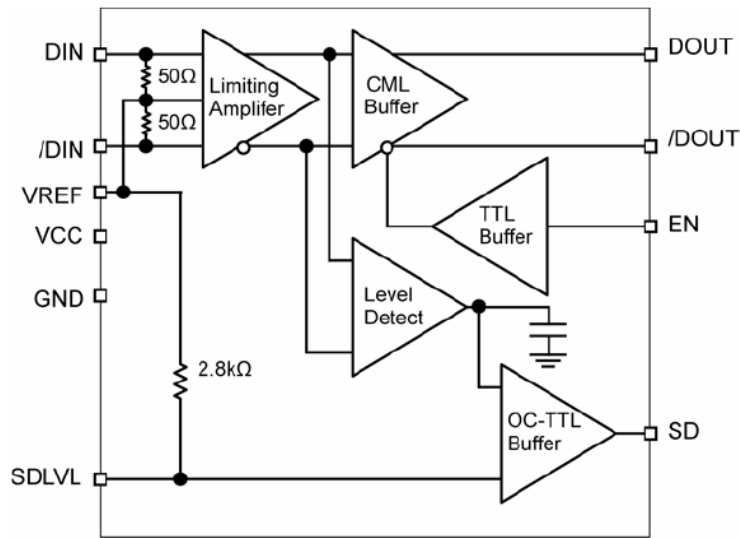 DIN
50Ω
50Ω
/DIN
VREF
VCC
GND
SDLVL
2.8kΩ
Limiting
Amplifer
CML
Buffer
TTL
Buffer
Level
Detect
OC-TTL
Buffer
DOUT
/DOUT
EN
SD